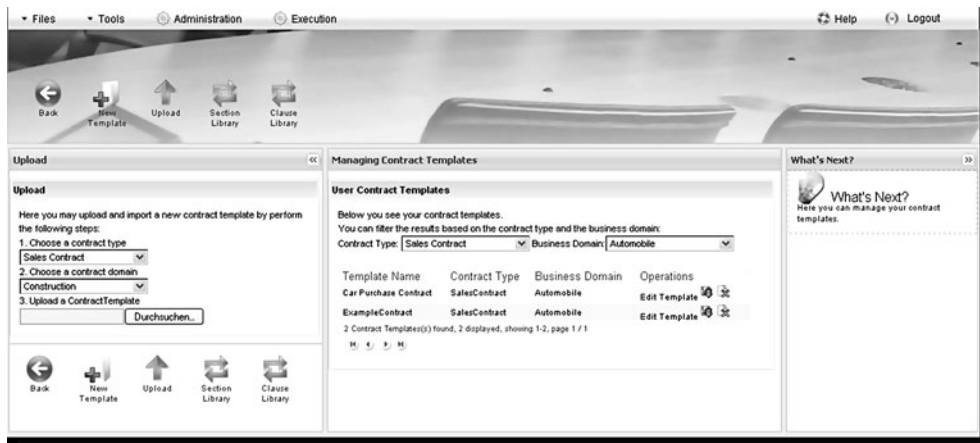 Files Tools Administration Execution Help Logout
Back New Template Upload Section Library Clause Library
Upload
Upload
Here you may upload and import a new contract template by perform
the following steps:
1. Choose a contract type
Sales Contract
2. Choose a contract domain
Construction
3. Upload a ContractTemplate
Durchsuchen...
Back New Template Upload Section Library Clause Library
Managing Contract Templates
User Contract Templates
Below you see your contract templates.
You can filter the results based on the contract type and the business domain:
Contract Type: Sales Contract Business Domain: Automobile
Template Name Contract Type Business Domain Operations
Car Purchase Contract SalesContract Automobile Edit Template
ExampleContract SalesContract Automobile Edit Template
2 Contract Templates(s) found, 2 displayed, showing 1-2, page 1 / 1
What's Next?
What's Next?
Here you can manage your contract
templates.